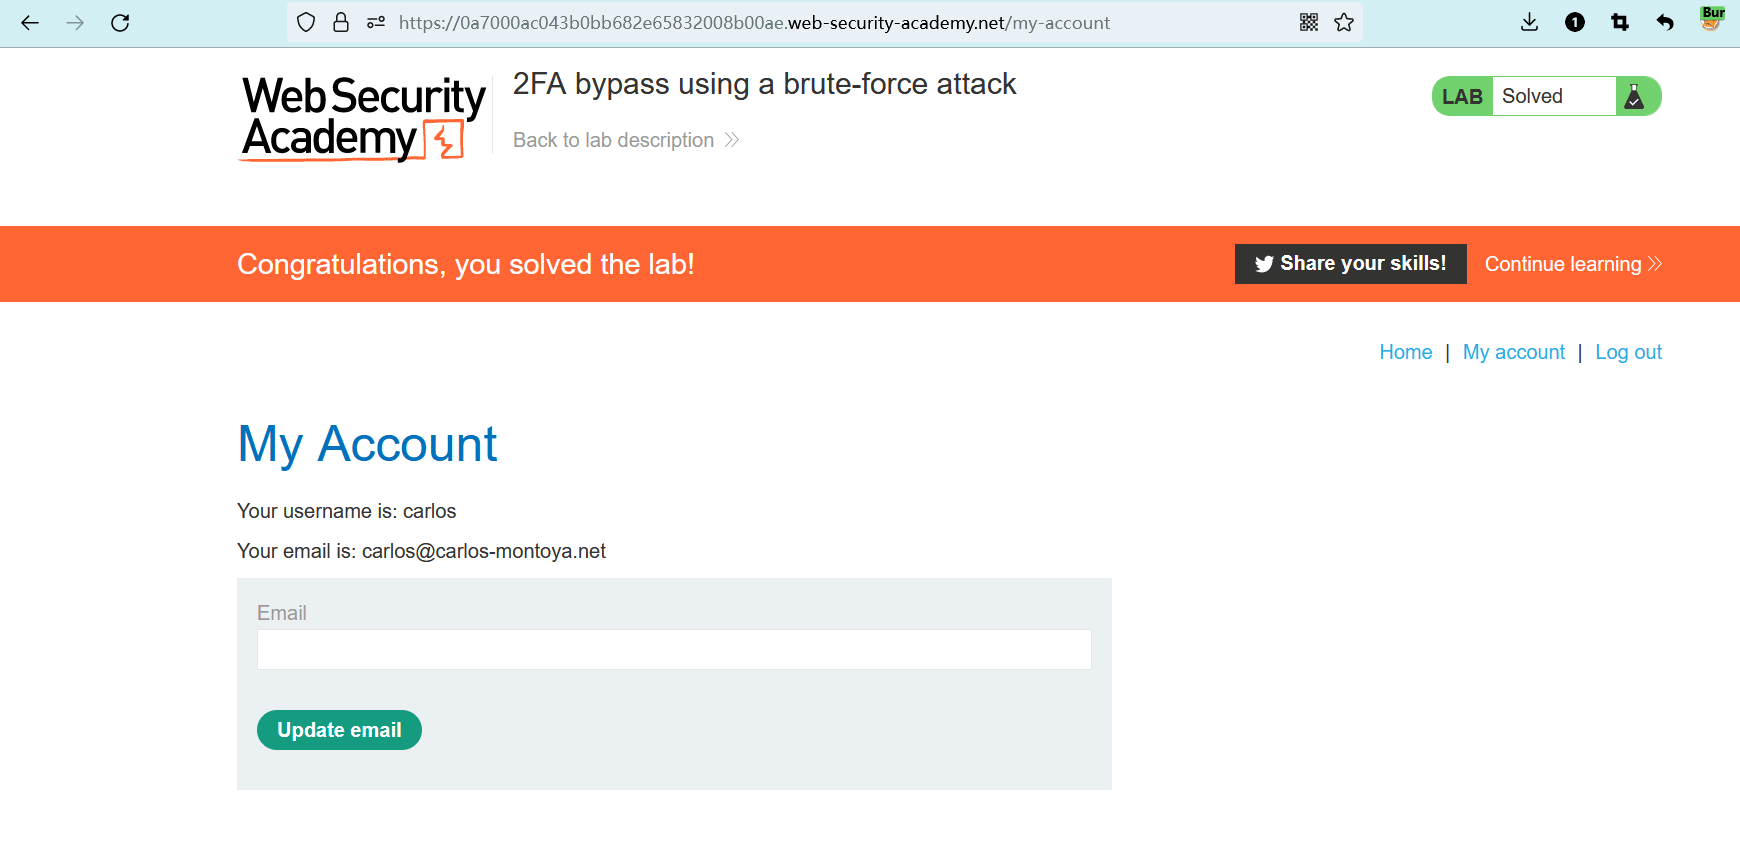 https://0a7000ac043b0bb682e65832008b00ae.web-security-academy.net/my-account
1
Bur
WebSecurity
Academy
2FA bypass using a brute-force attack
Back to lab description
LAB Solved
Congratulations, you solved the lab!
Share your skills!
Continue learning
Home | My account | Log out
My Account
Your username is: carlos
Your email is: carlos@carlos-montoya.net
Email
Update email